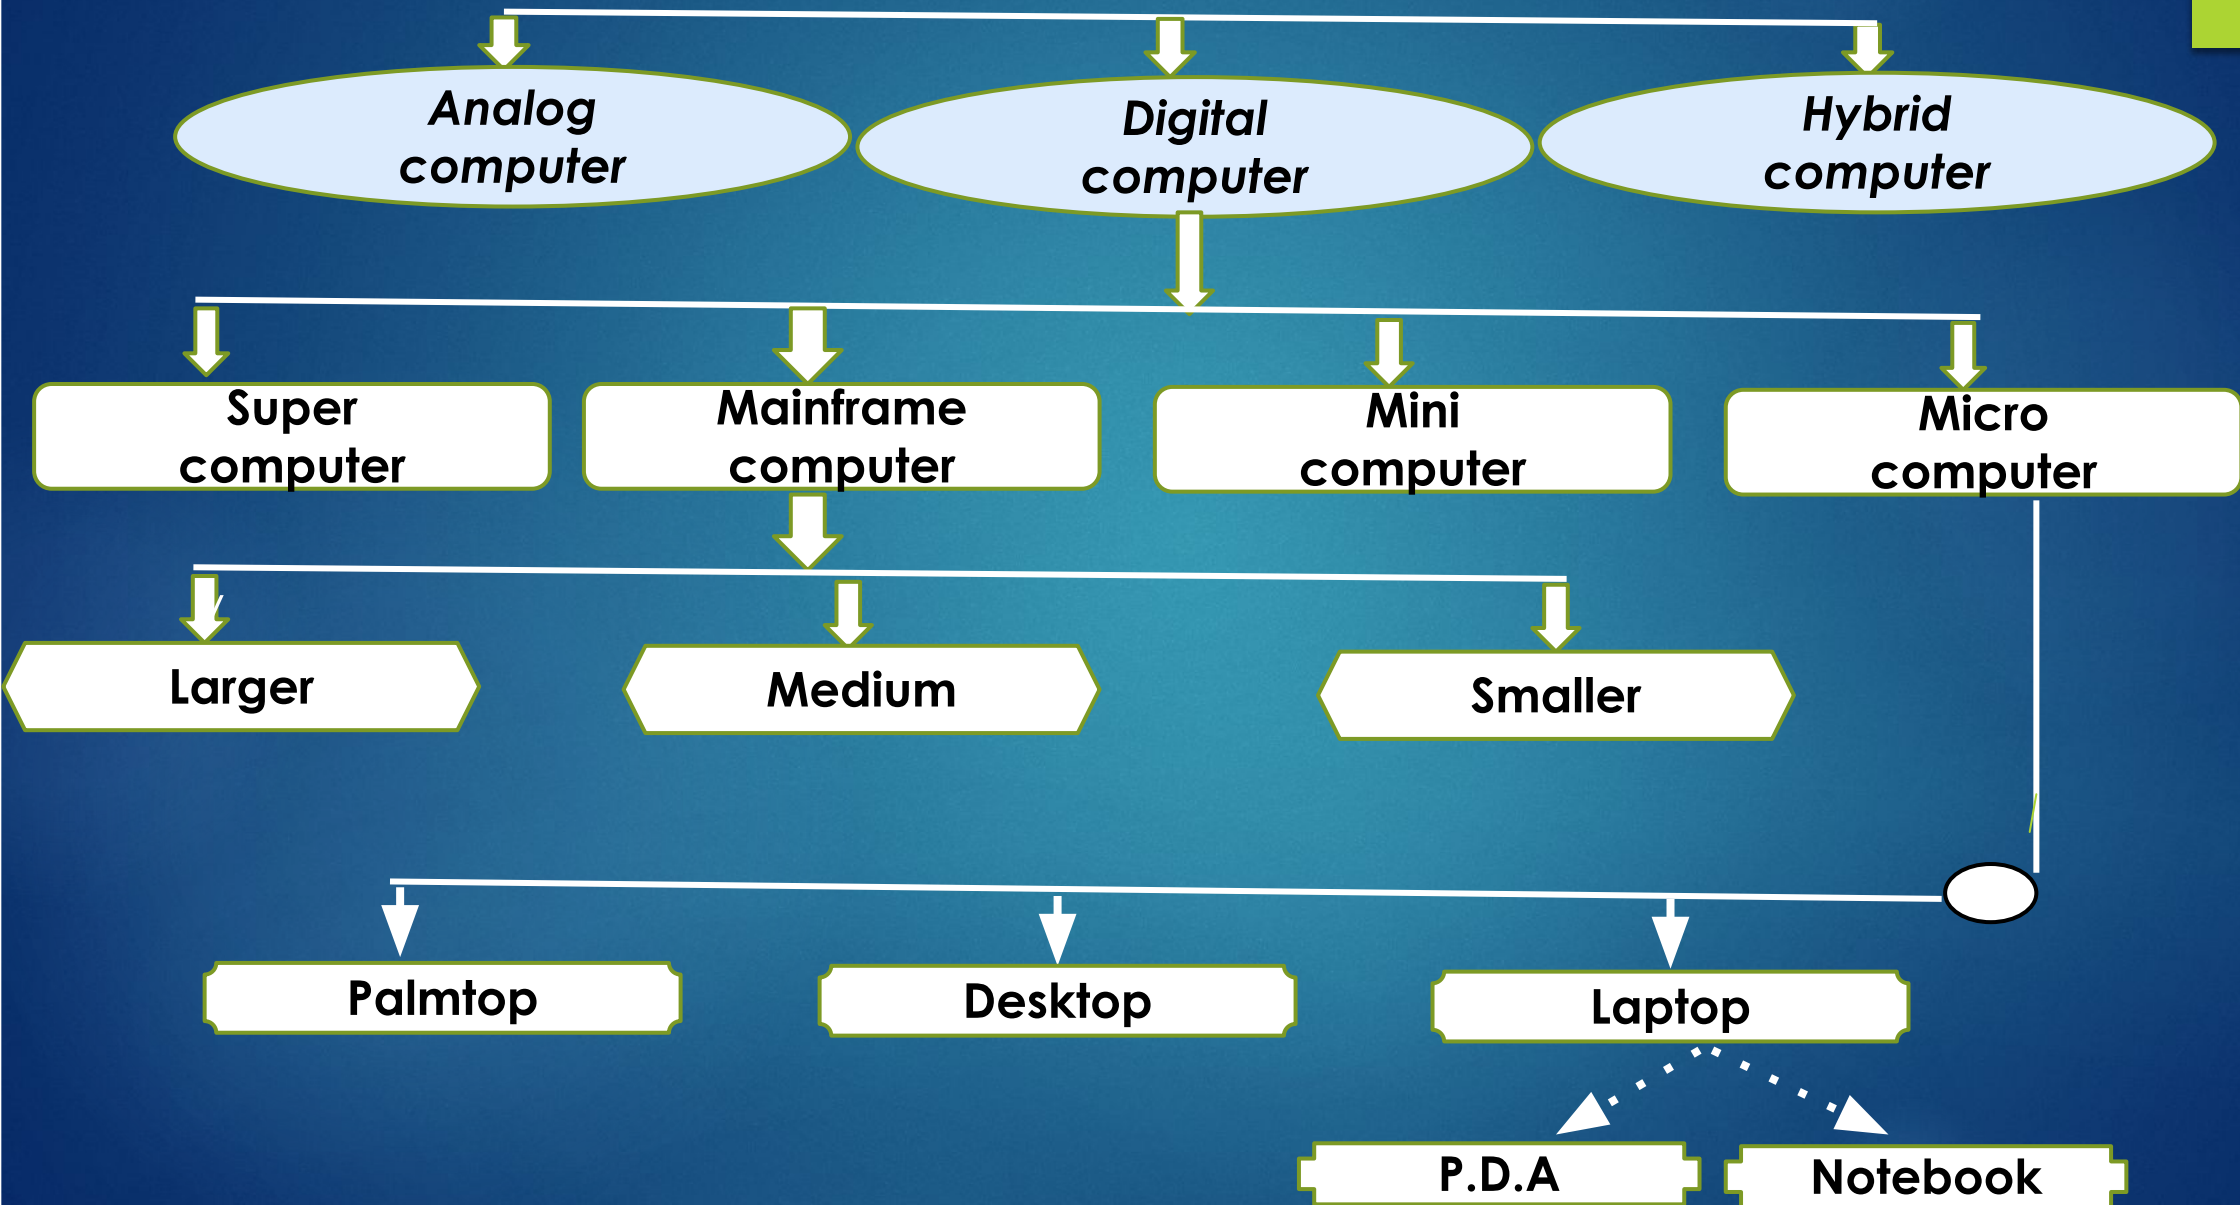 Analog
computer
Digital
computer
Hybrid
computer
Super
computer
Mainframe
computer
Mini
computer
Micro
computer
Larger
Medium
Smaller
Palmtop
Desktop
Laptop
P.D.A
Notebook